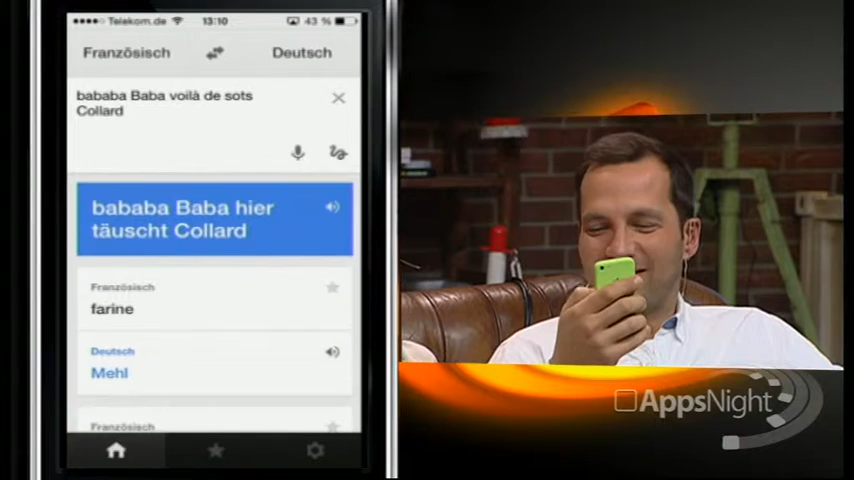 Telekom.de
13:10
43 %
Französisch
Deutsch
bababa Baba voilà de sots
Collard
bababa Baba hier
täuscht Collard
Französisch
farine
Deutsch
Mehl
Französisch
AppsNight